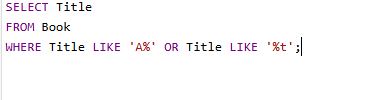 SELECT Title
FROM Book
WHERE Title LIKE 'A%' OR Title LIKE '%t';